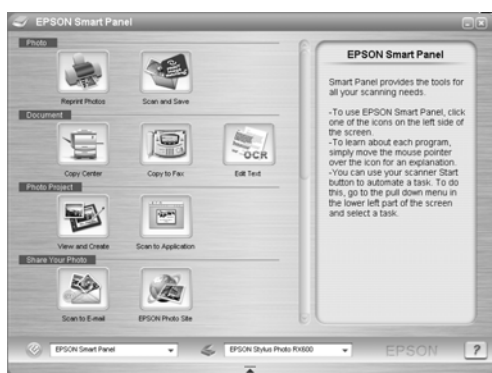 EPSON Smart Panel
Photo
Reprint Photos
Scan and Save
Document
Copy Center
Copy to Fax
OCR
Edit Text
Photo Project
View and Create
Scan to Application
Share Your Photo
Scan to E-mail
EPSON Photo Site
EPSON Smart Panel
Smart Panel provides the tools for
all your scanning needs.
-To use EPSON Smart Panel, click
one of the icons on the left side of
the screen.
-To learn about each program,
simply move the mouse pointer
over the icon for an explanation.
-You can use your scanner Start
button to automate a task. To do
this, go to the pull down menu in
the lower left part of the screen
and select a task.
EPSON Smart Panel
EPSON Stylus Photo RX600
EPSON
?